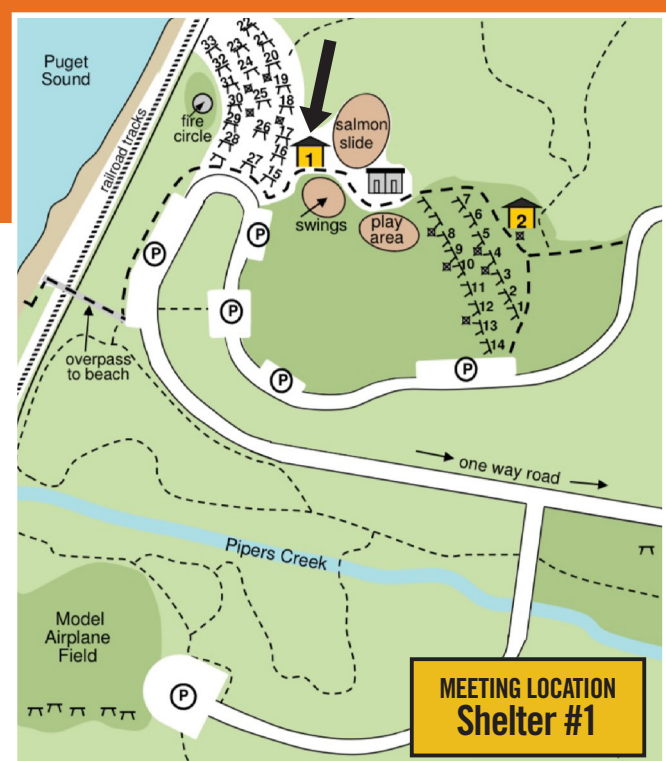 Puget
Sound
railroad tracks
fire
circle
33
22
23
21
32
24
20
31
19
25
30
18
29
26
17
28
16
27
15
1
salmon
slide
swings
play
area
7
6
2
8
5
9
4
10
3
11
2
12
1
13
14
P
P
P
P
P
overpass
to beach
one way road
Pipers Creek
Model
Airplane
Field
P
MEETING LOCATION
Shelter #1